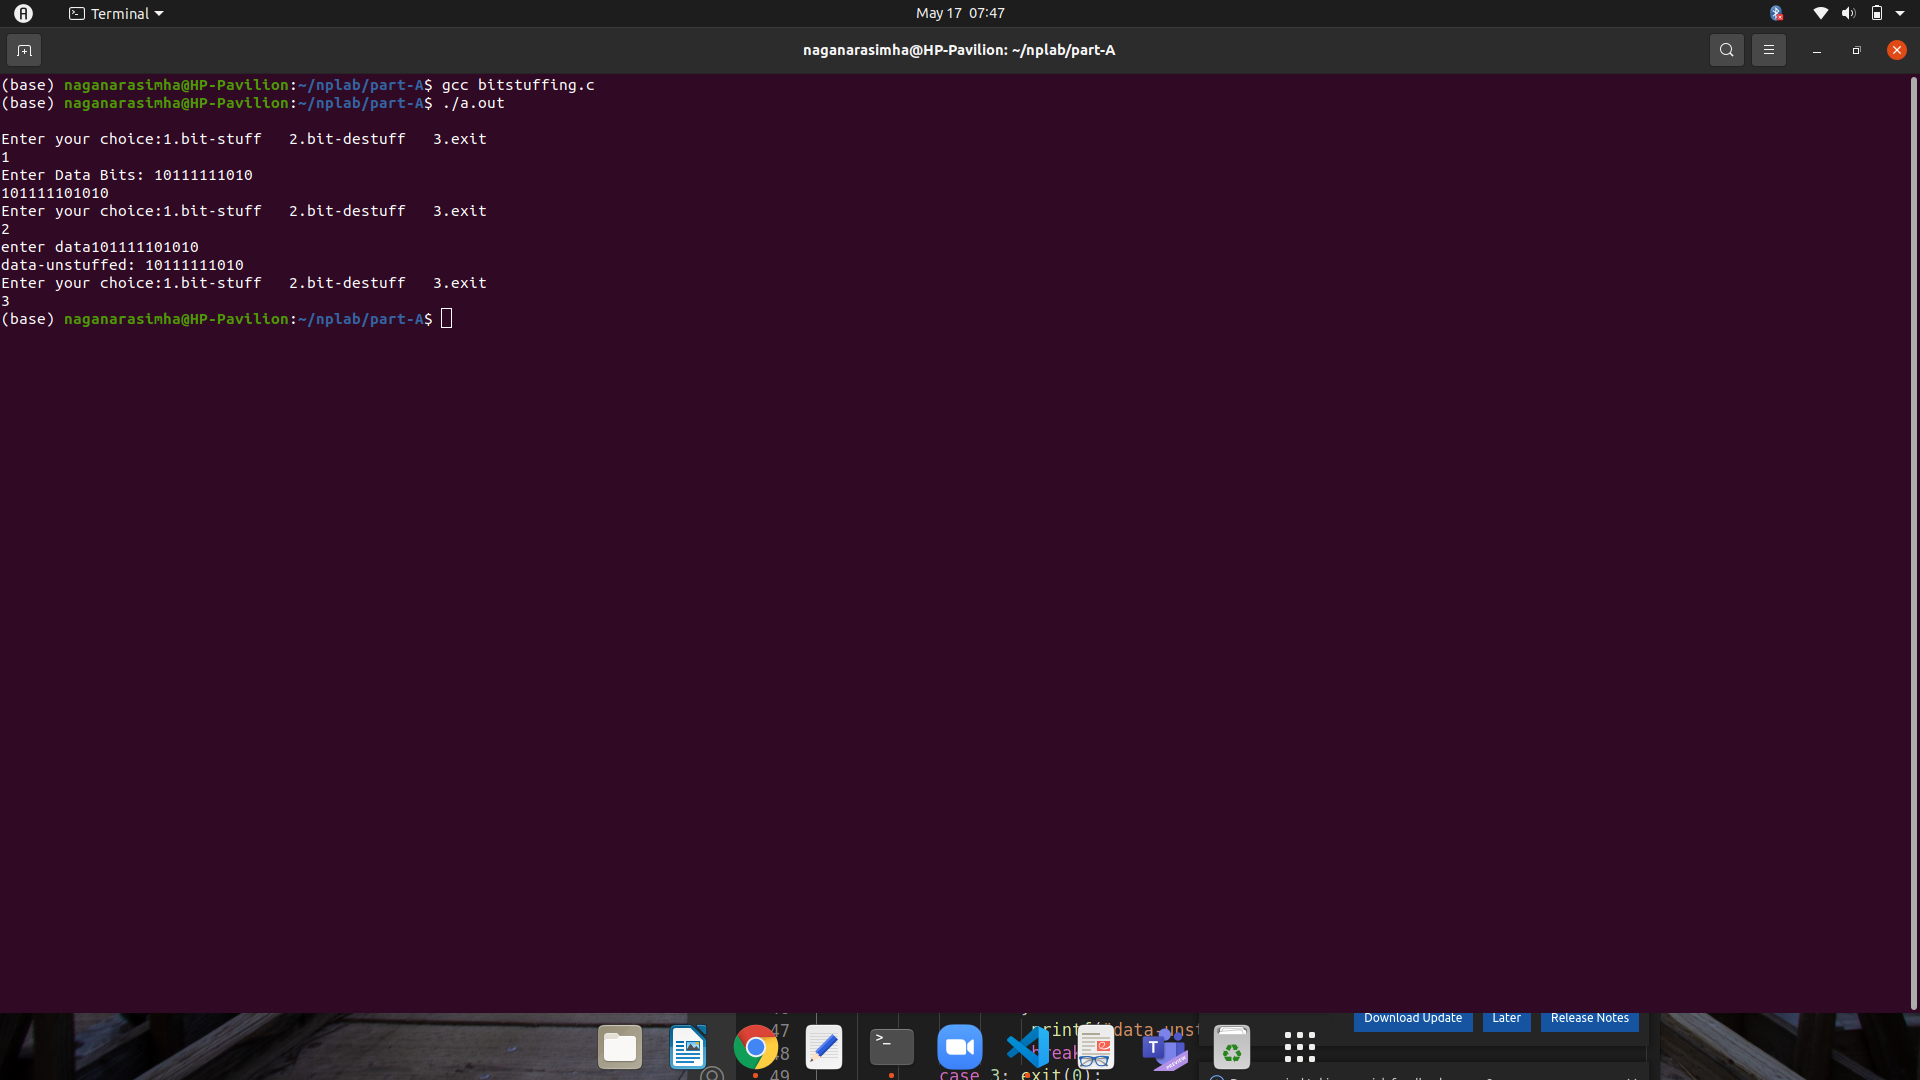 Terminal
May 17 07:47
naganarasimha@HP-Pavilion: ~/nplab/part-A
(base) naganarasimha@HP-Pavilion:~/nplab/part-A$ gcc bitstuffing.c
(base) naganarasimha@HP-Pavilion:~/nplab/part-A$ ./a.out
Enter your choice:1.bit-stuff   2.bit-destuff   3.exit
1
Enter Data Bits: 10111111010
101111101010
Enter your choice:1.bit-stuff   2.bit-destuff   3.exit
2
enter data101111101010
data-unstuffed: 10111111010
Enter your choice:1.bit-stuff   2.bit-destuff   3.exit
3
(base) naganarasimha@HP-Pavilion:~/nplab/part-A$
Download Update Later Release Notes
47 printf("data-unst
48 break
49 case 3: exit(0);
T
PREVIEW